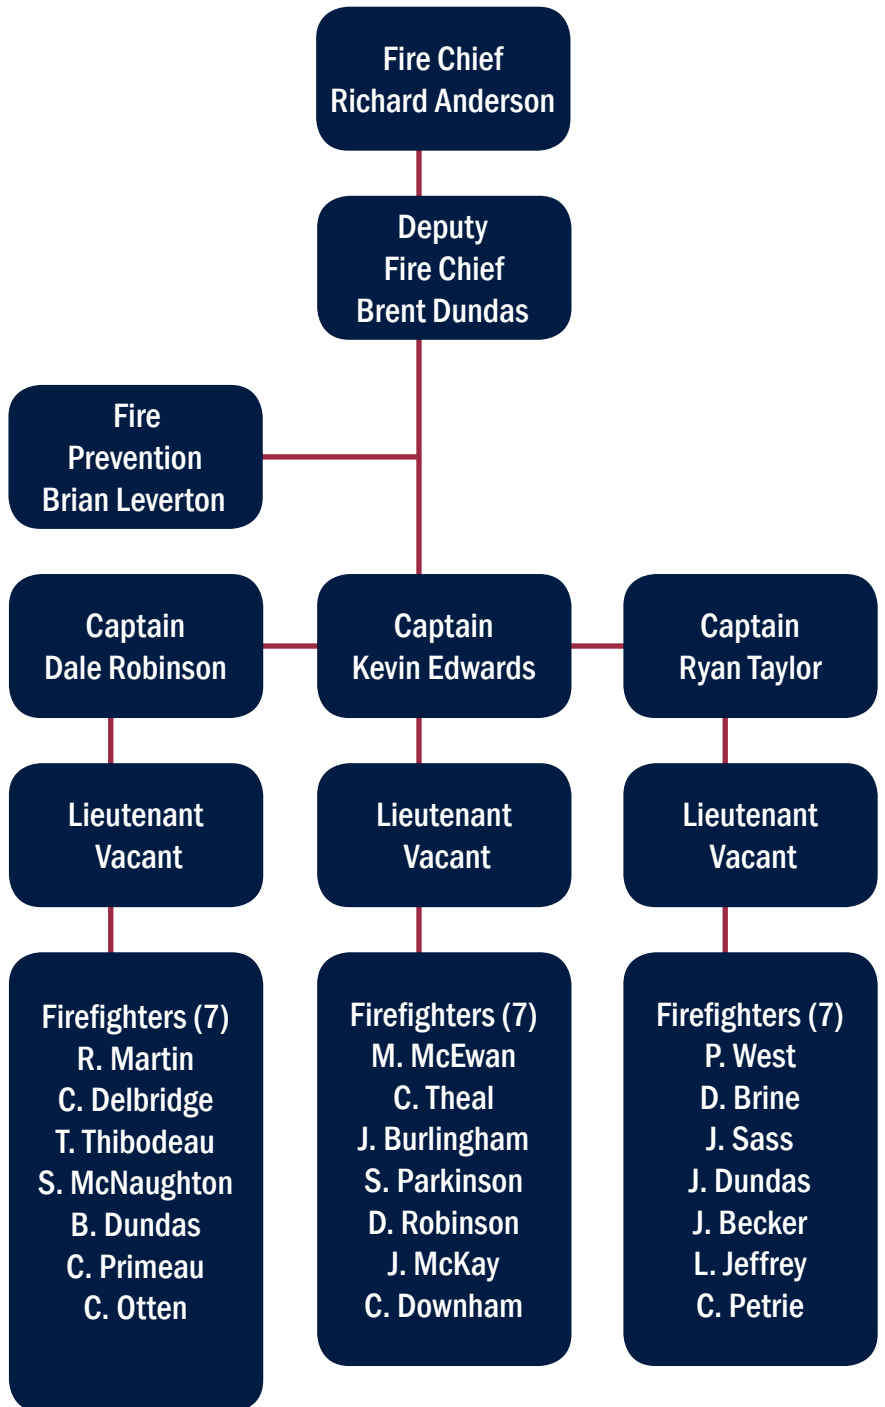 Fire Chief
Richard Anderson
Deputy
Fire Chief
Brent Dundas
Fire
Prevention
Brian Leverton
Captain
Dale Robinson
Captain
Kevin Edwards
Captain
Ryan Taylor
Lieutenant
Vacant
Lieutenant
Vacant
Lieutenant
Vacant
Firefighters (7)
R. Martin
C. Delbridge
T. Thibodeau
S. McNaughton
B. Dundas
C. Primeau
C. Otten
Firefighters (7)
M. McEwan
C. Theal
J. Burlingham
S. Parkinson
D. Robinson
J. McKay
C. Downham
Firefighters (7)
P. West
D. Brine
J. Sass
J. Dundas
J. Becker
L. Jeffrey
C. Petrie